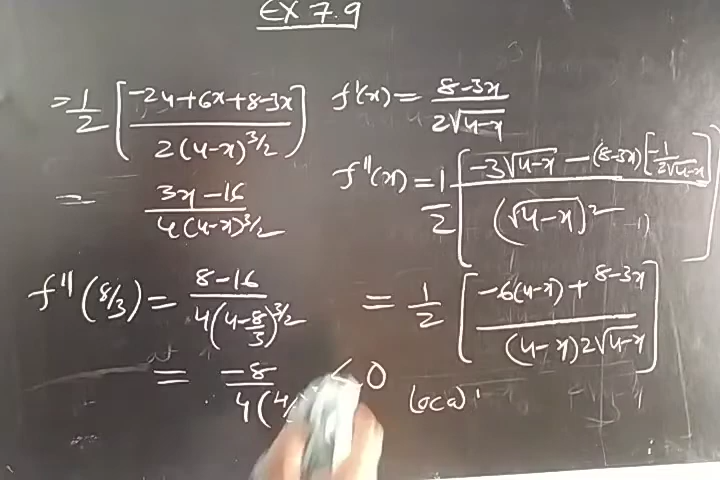 EX 7.9
f'(x) = (8-3x)/(2√(4-x))
f''(x) = 1/2 [(-3√(4-x) - (8-3x)[-1/(2√(4-x))])/(√(4-x))²]
= 1/2 [(-6(4-x) + 8-3x)/((4-x)2√(4-x))]
= 1/2 [(-24+6x+8-3x)/(2(4-x)^(3/2))]
= (3x-16)/(4(4-x)^(3/2))
f''(8/3) = (8-16)/(4(4-8/3)^(3/2))
= -8/4(4/ < 0
local